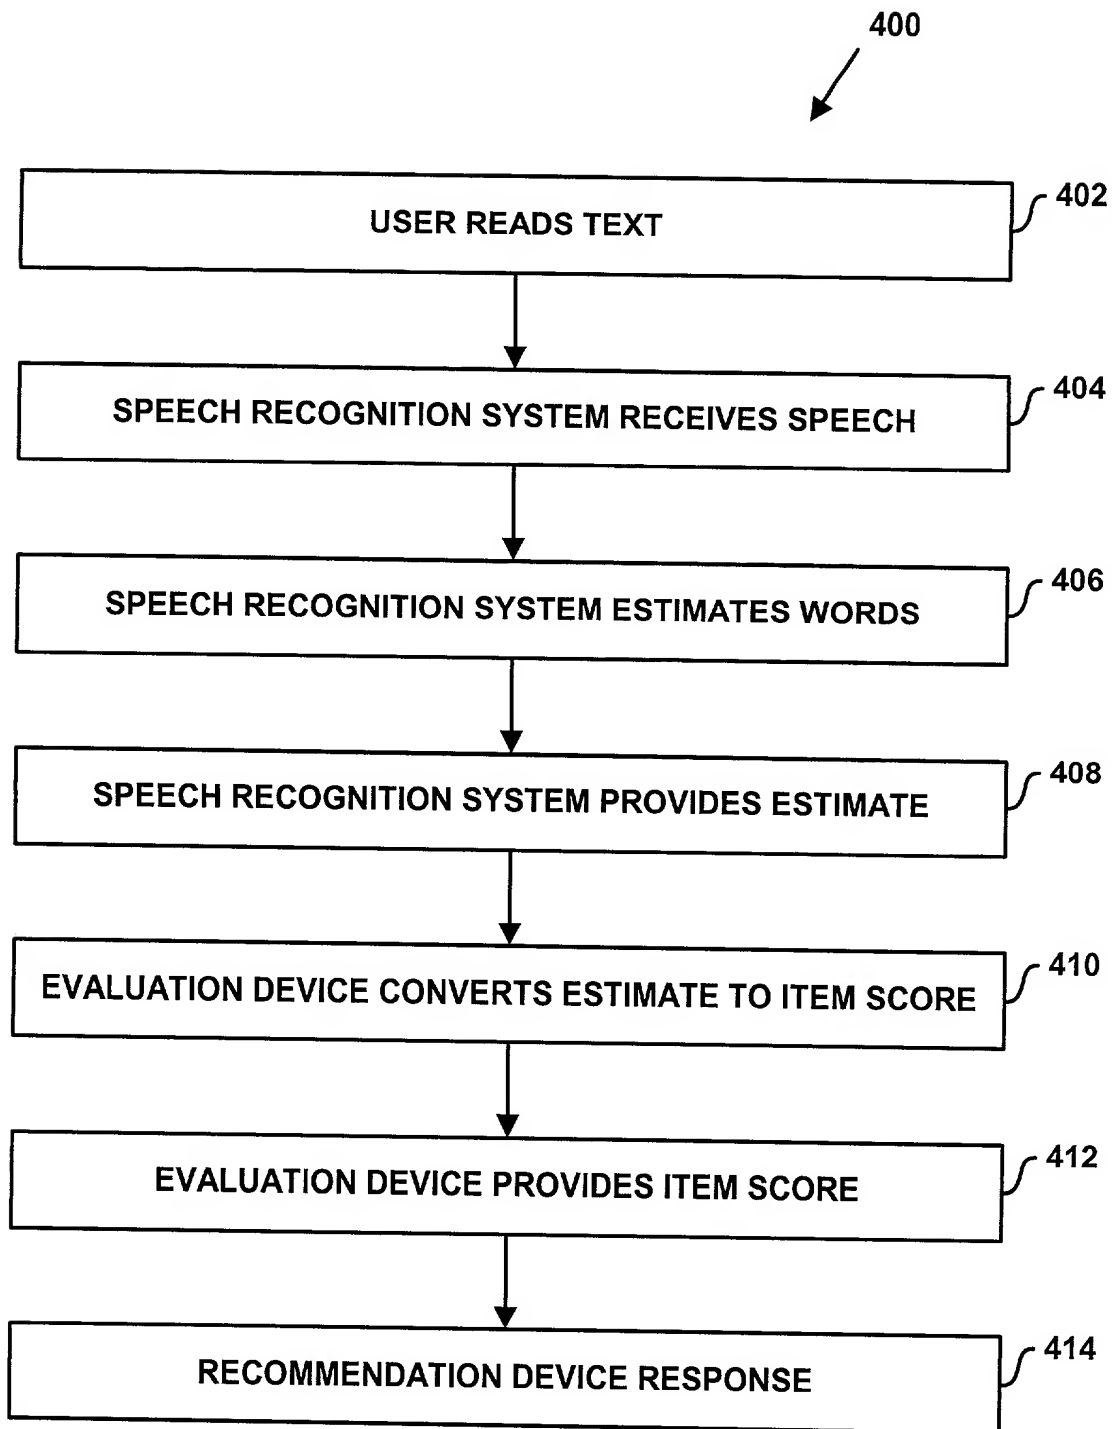 400
USER READS TEXT
402
SPEECH RECOGNITION SYSTEM RECEIVES SPEECH
404
SPEECH RECOGNITION SYSTEM ESTIMATES WORDS
406
SPEECH RECOGNITION SYSTEM PROVIDES ESTIMATE
408
EVALUATION DEVICE CONVERTS ESTIMATE TO ITEM SCORE
410
EVALUATION DEVICE PROVIDES ITEM SCORE
412
RECOMMENDATION DEVICE RESPONSE
414